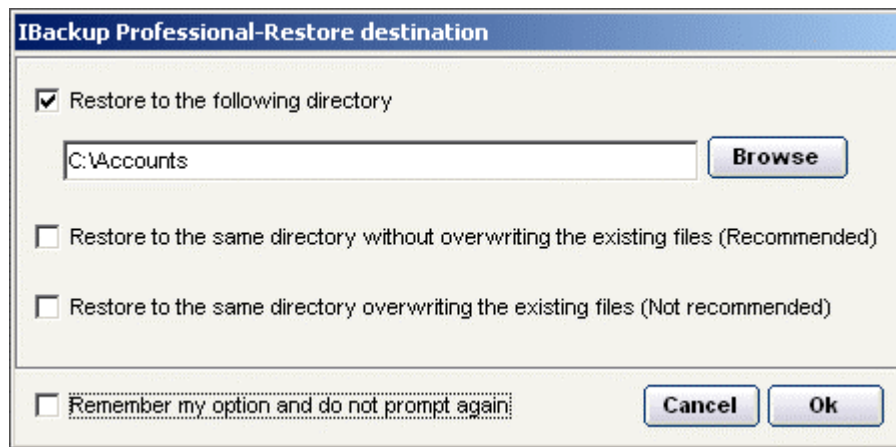 IBackup Professional-Restore destination
Restore to the following directory
C:\Accounts
Browse
Restore to the same directory without overwriting the existing files (Recommended)
Restore to the same directory overwriting the existing files (Not recommended)
Remember my option and do not prompt again
Cancel
Ok